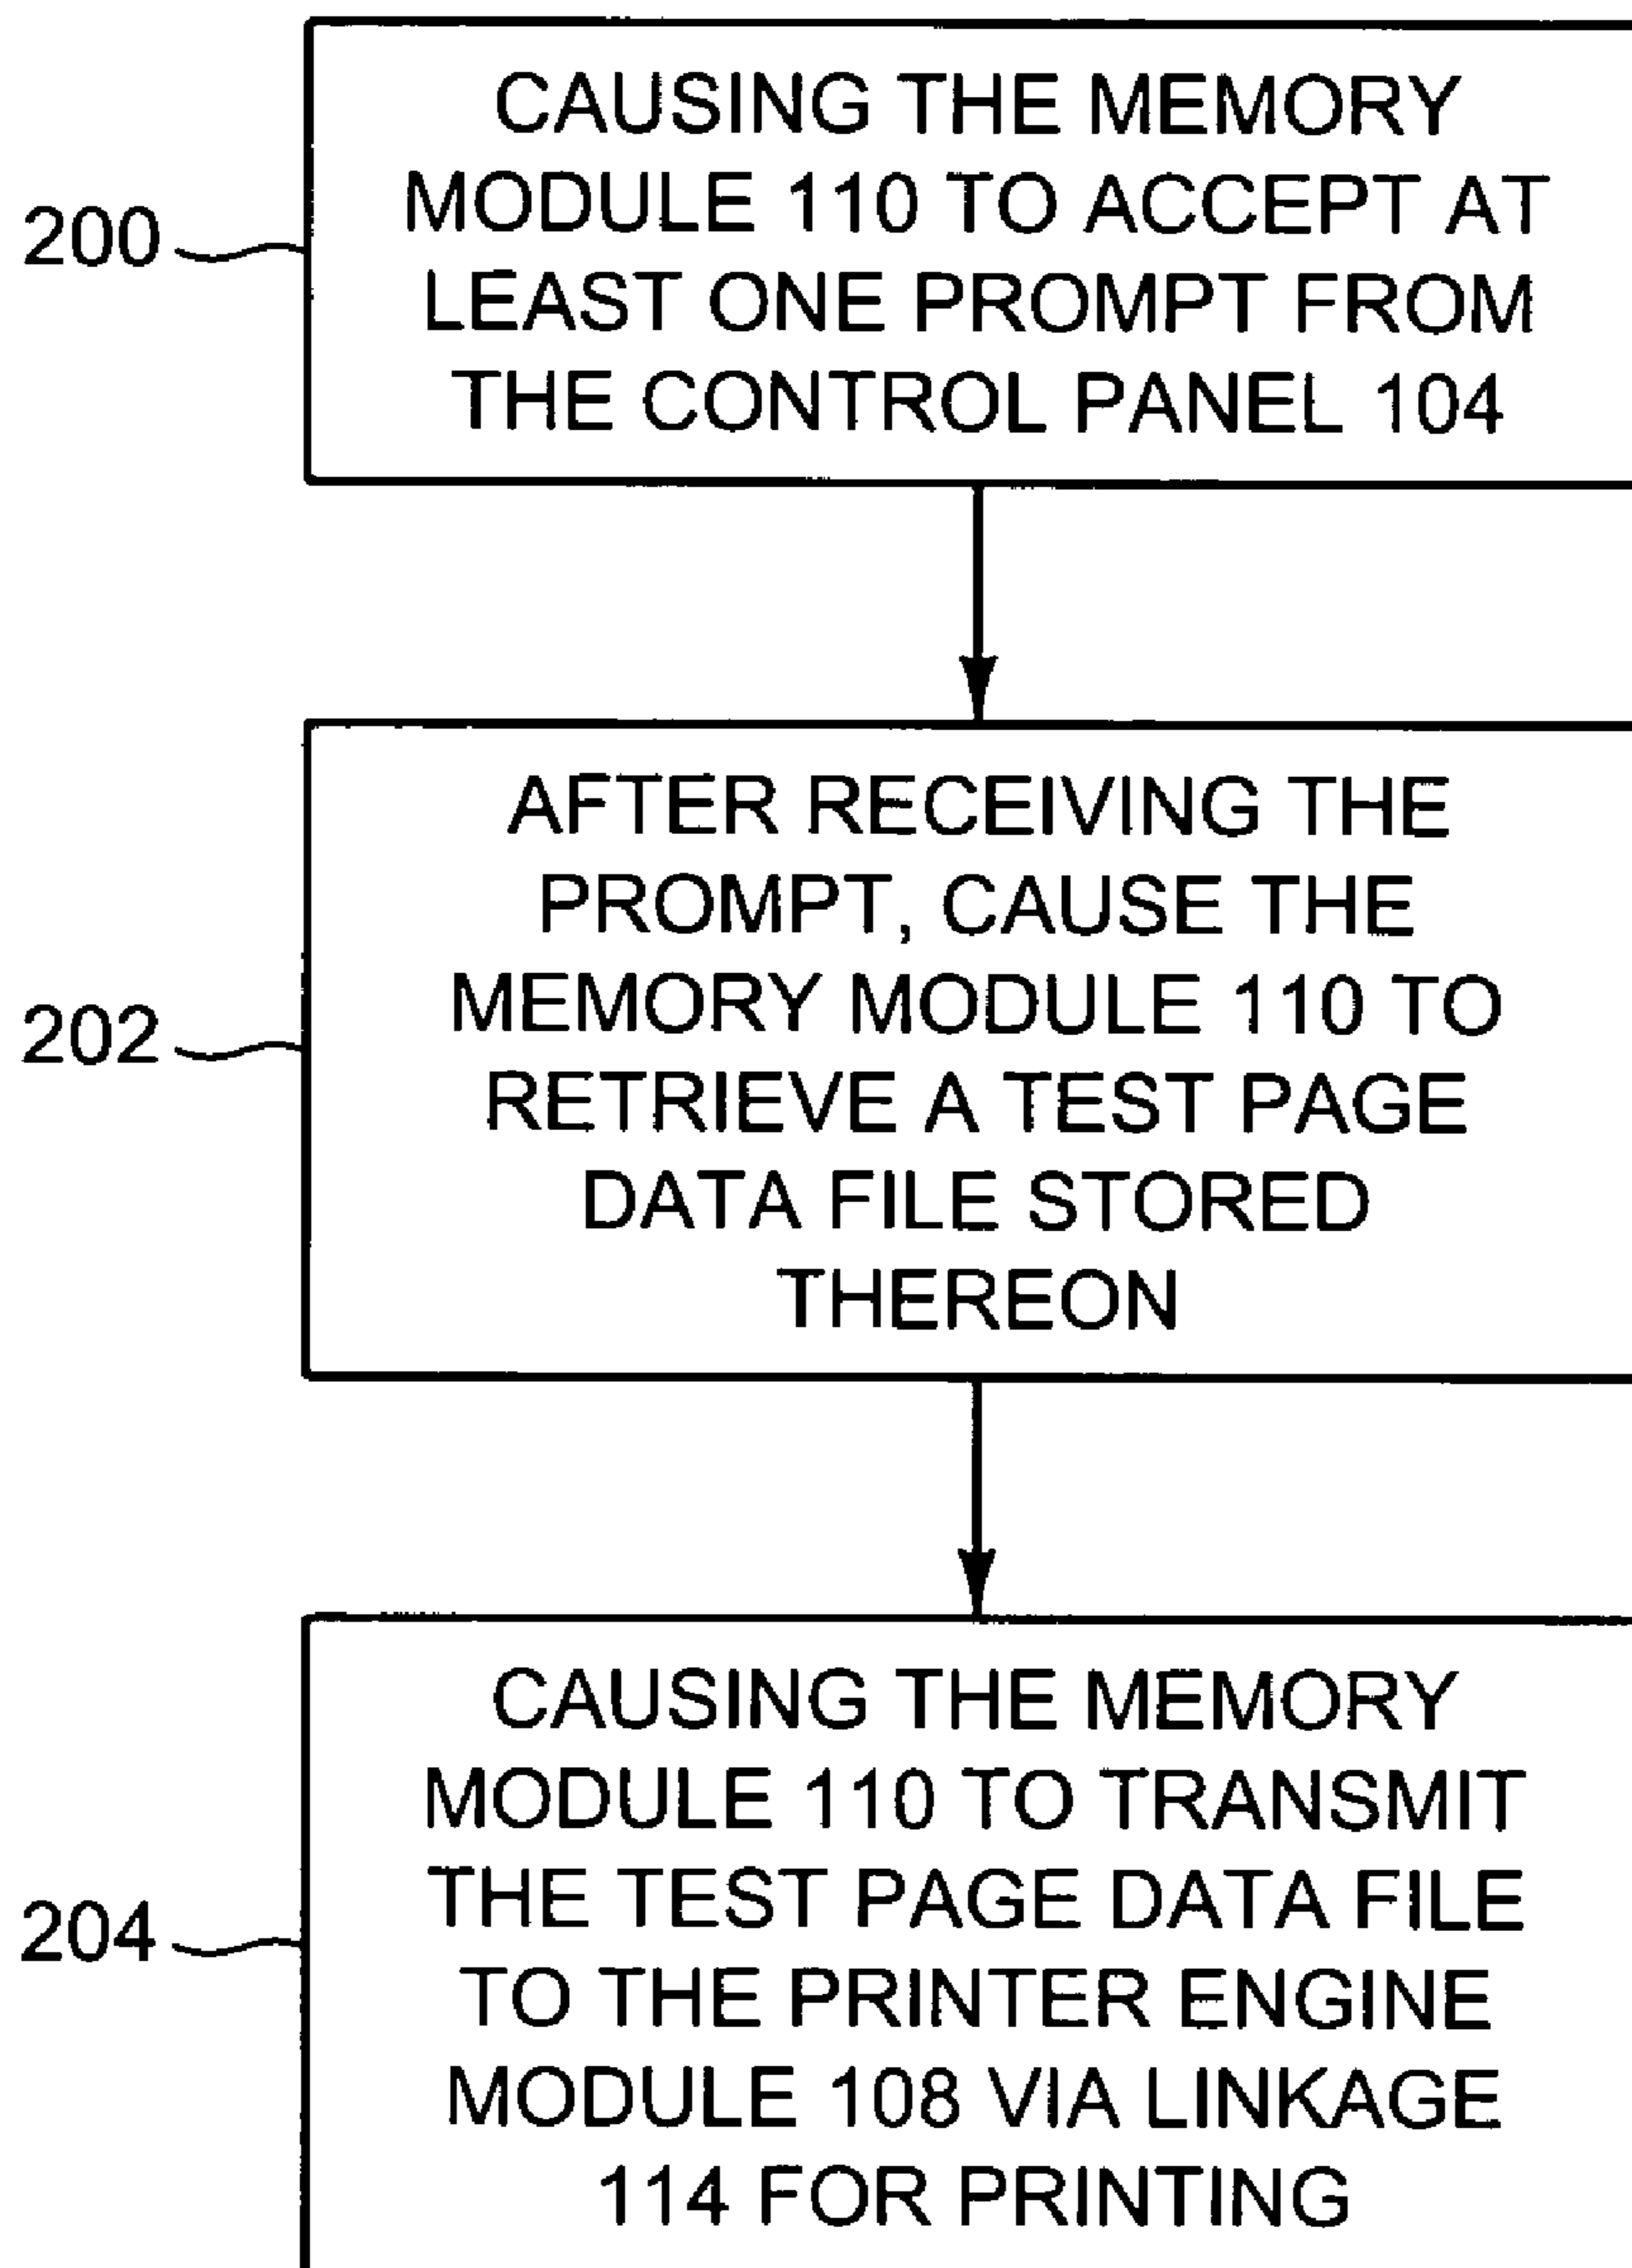 CAUSING THE MEMORY
MODULE 110 TO ACCEPT AT
LEAST ONE PROMPT FROM
THE CONTROL PANEL 104
200
AFTER RECEIVING THE
PROMPT, CAUSE THE
MEMORY MODULE 110 TO
RETRIEVE A TEST PAGE
DATA FILE STORED
THEREON
202
CAUSING THE MEMORY
MODULE 110 TO TRANSMIT
THE TEST PAGE DATA FILE
TO THE PRINTER ENGINE
MODULE 108 VIA LINKAGE
114 FOR PRINTING
204